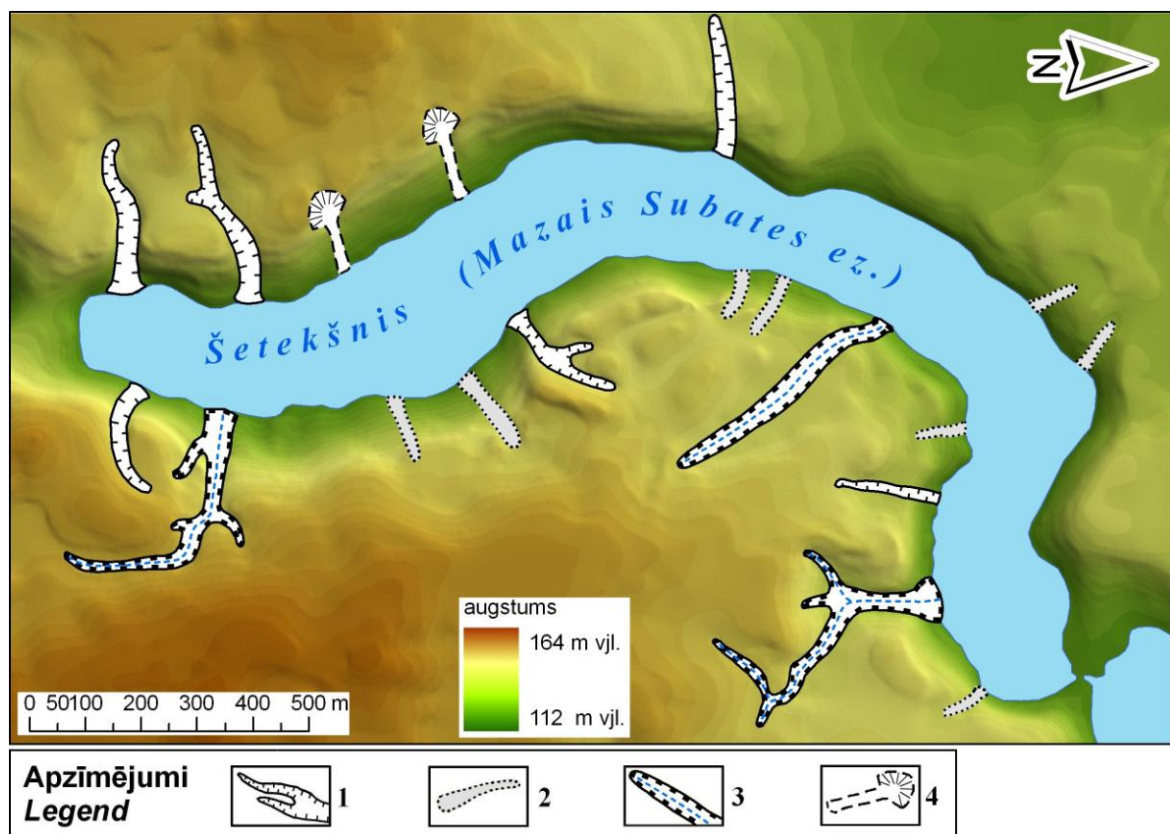 N
Šetekšnis (Mazais Subates ez.)
augstums
164 m vjl.
112 m vjl.
0 50100 200 300 400 500 m
Apzīmējumi
Legend
1
2
3
4